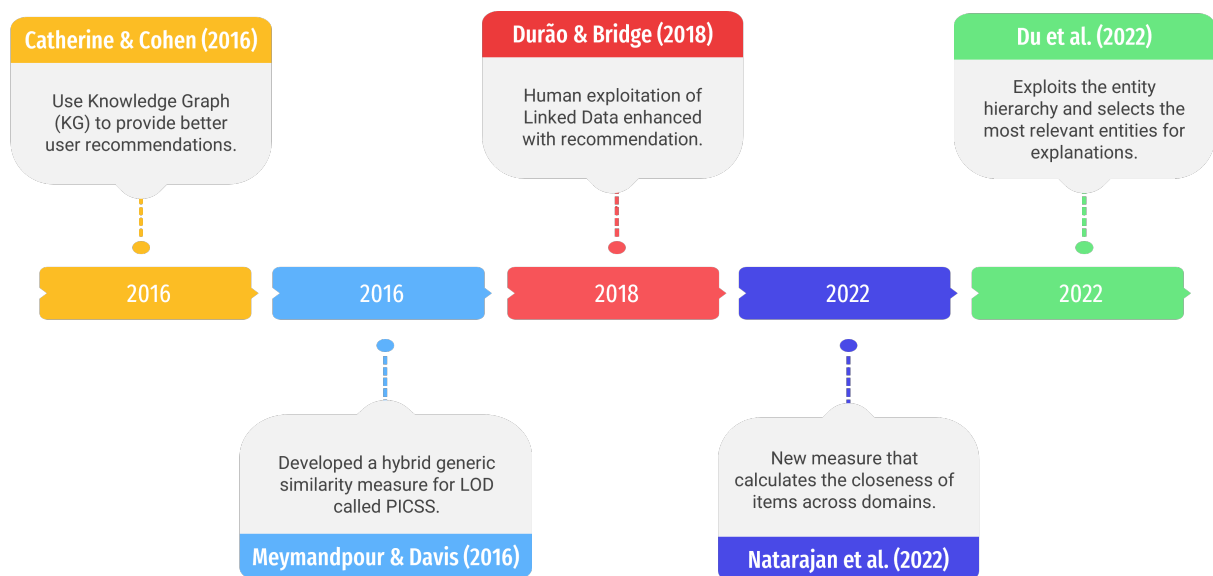 Catherine & Cohen (2016)
Use Knowledge Graph
(KG) to provide better
user recommendations.
Durão & Bridge (2018)
Human exploitation of
Linked Data enhanced
with recommendation.
Du et al. (2022)
Exploits the entity
hierarchy and selects the
most relevant entities for
explanations.
2016
2016
2018
2022
2022
Developed a hybrid generic
similarity measure for LOD
called PICSS.
Meymandpour & Davis (2016)
New measure that
calculates the closeness of
items across domains.
Natarajan et al. (2022)